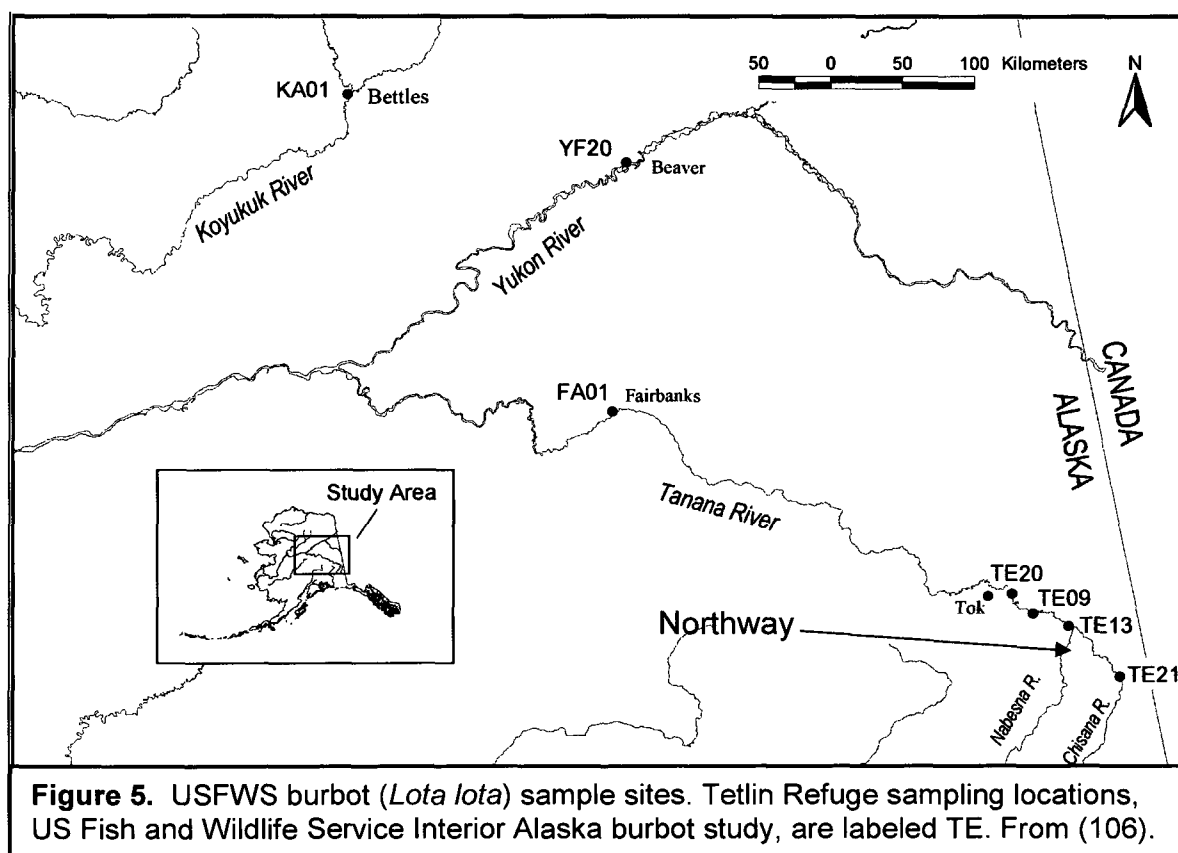 50 0 50 100 Kilometers
N
KA01
Bettles
YF20
Beaver
Koyukuk River
Yukon River
CANADA
ALASKA
FA01
Fairbanks
Study Area
Tanana River
TE20
Tok
TE09
Northway
TE13
TE21
Nabesna R.
Chisana R.
Figure 5. USFWS burbot (Lota lota) sample sites. Tetlin Refuge sampling locations,
US Fish and Wildlife Service Interior Alaska burbot study, are labeled TE. From (106).